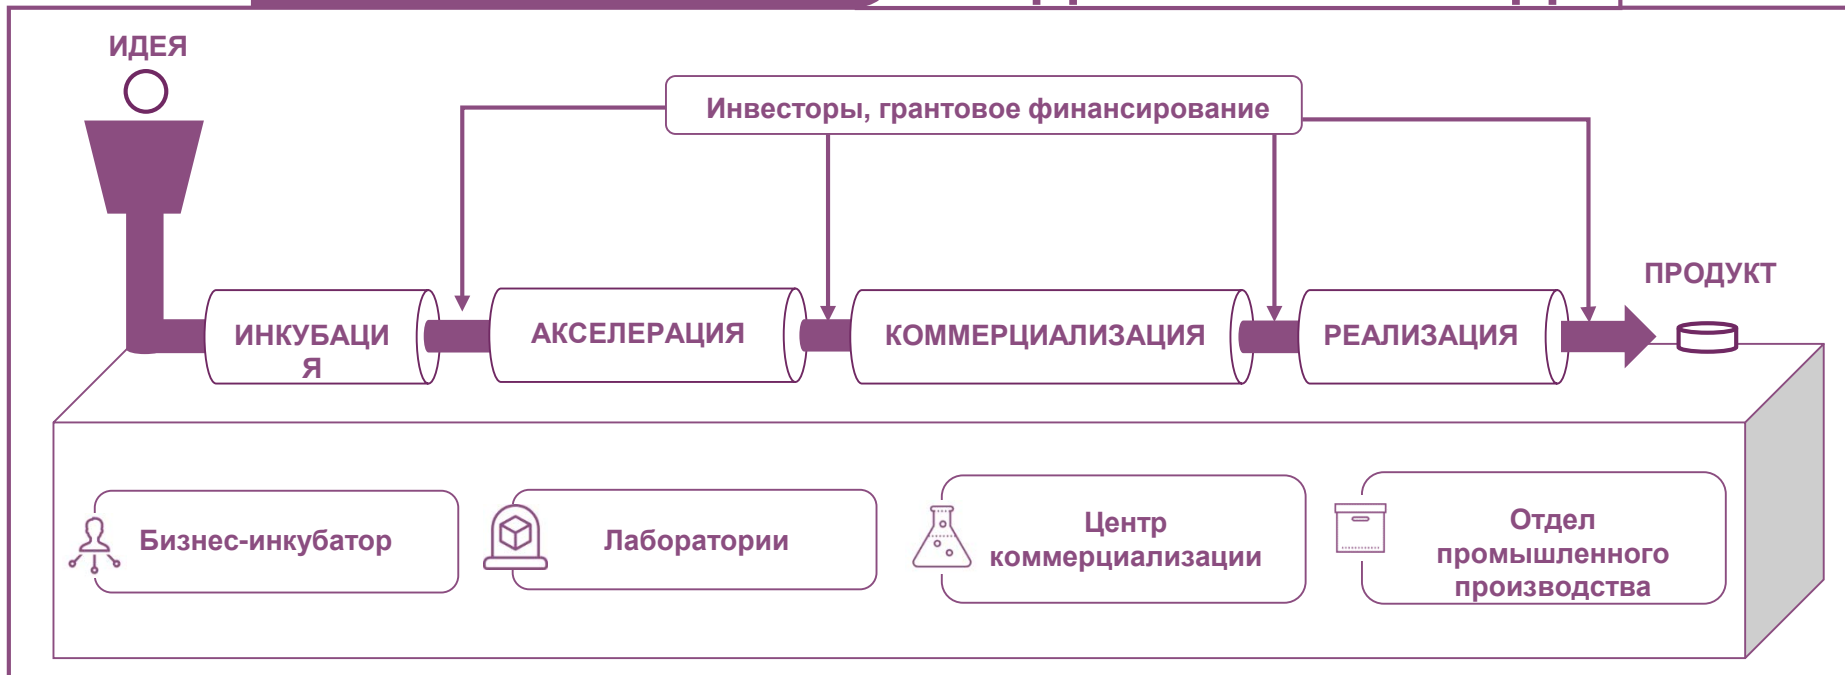 ИДЕЯ
Инвесторы, грантовое финансирование
ПРОДУКТ
ИНКУБАЦИ
Я
АКСЕЛЕРАЦИЯ
КОММЕРЦИАЛИЗАЦИЯ
РЕАЛИЗАЦИЯ
Бизнес-инкубатор
Лаборатории
Центр
коммерциализации
Отдел
промышленного
производства